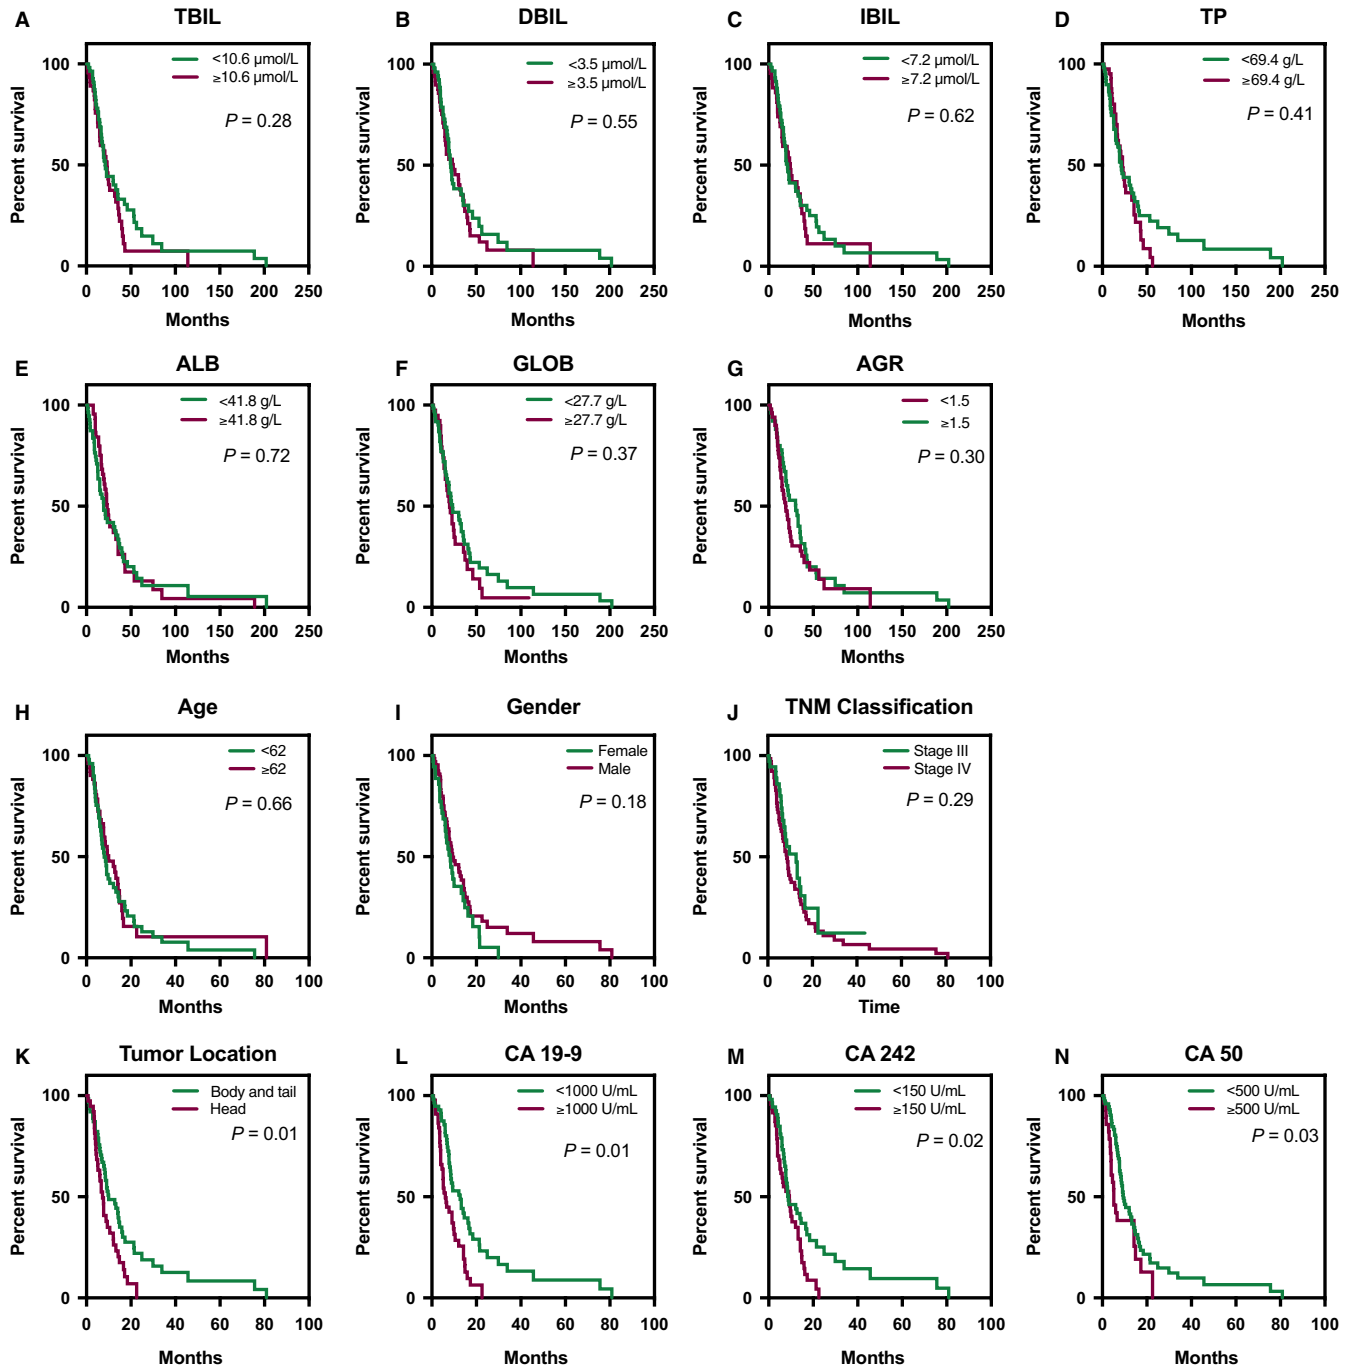 A TBIL
<10.6 μmol/L
≥10.6 μmol/L
P = 0.28
Percent survival
100
50
0
0 50 100 150 200 250
Months
B DBIL
<3.5 μmol/L
≥3.5 μmol/L
P = 0.55
Percent survival
100
50
0
0 50 100 150 200 250
Months
C IBIL
<7.2 μmol/L
≥7.2 μmol/L
P = 0.62
Percent survival
100
50
0
0 50 100 150 200 250
Months
D TP
<69.4 g/L
≥69.4 g/L
P = 0.41
Percent survival
100
50
0
0 50 100 150 200 250
Months
E ALB
<41.8 g/L
≥41.8 g/L
P = 0.72
Percent survival
100
50
0
0 50 100 150 200 250
Months
F GLOB
<27.7 g/L
≥27.7 g/L
P = 0.37
Percent survival
100
50
0
0 50 100 150 200 250
Months
G AGR
<1.5
≥1.5
P = 0.30
Percent survival
100
50
0
0 50 100 150 200 250
Months
H Age
<62
≥62
P = 0.66
Percent survival
100
50
0
0 20 40 60 80 100
Months
I Gender
Female
Male
P = 0.18
Percent survival
100
50
0
0 20 40 60 80 100
Months
J TNM Classification
Stage III
Stage IV
P = 0.29
Percent survival
100
50
0
0 20 40 60 80 100
Time
K Tumor Location
Body and tail
Head
P = 0.01
Percent survival
100
50
0
0 20 40 60 80 100
Months
L CA 19-9
<1000 U/mL
≥1000 U/mL
P = 0.01
Percent survival
100
50
0
0 20 40 60 80 100
Months
M CA 242
<150 U/mL
≥150 U/mL
P = 0.02
Percent survival
100
50
0
0 20 40 60 80 100
Months
N CA 50
<500 U/mL
≥500 U/mL
P = 0.03
Percent survival
100
50
0
0 20 40 60 80 100
Months